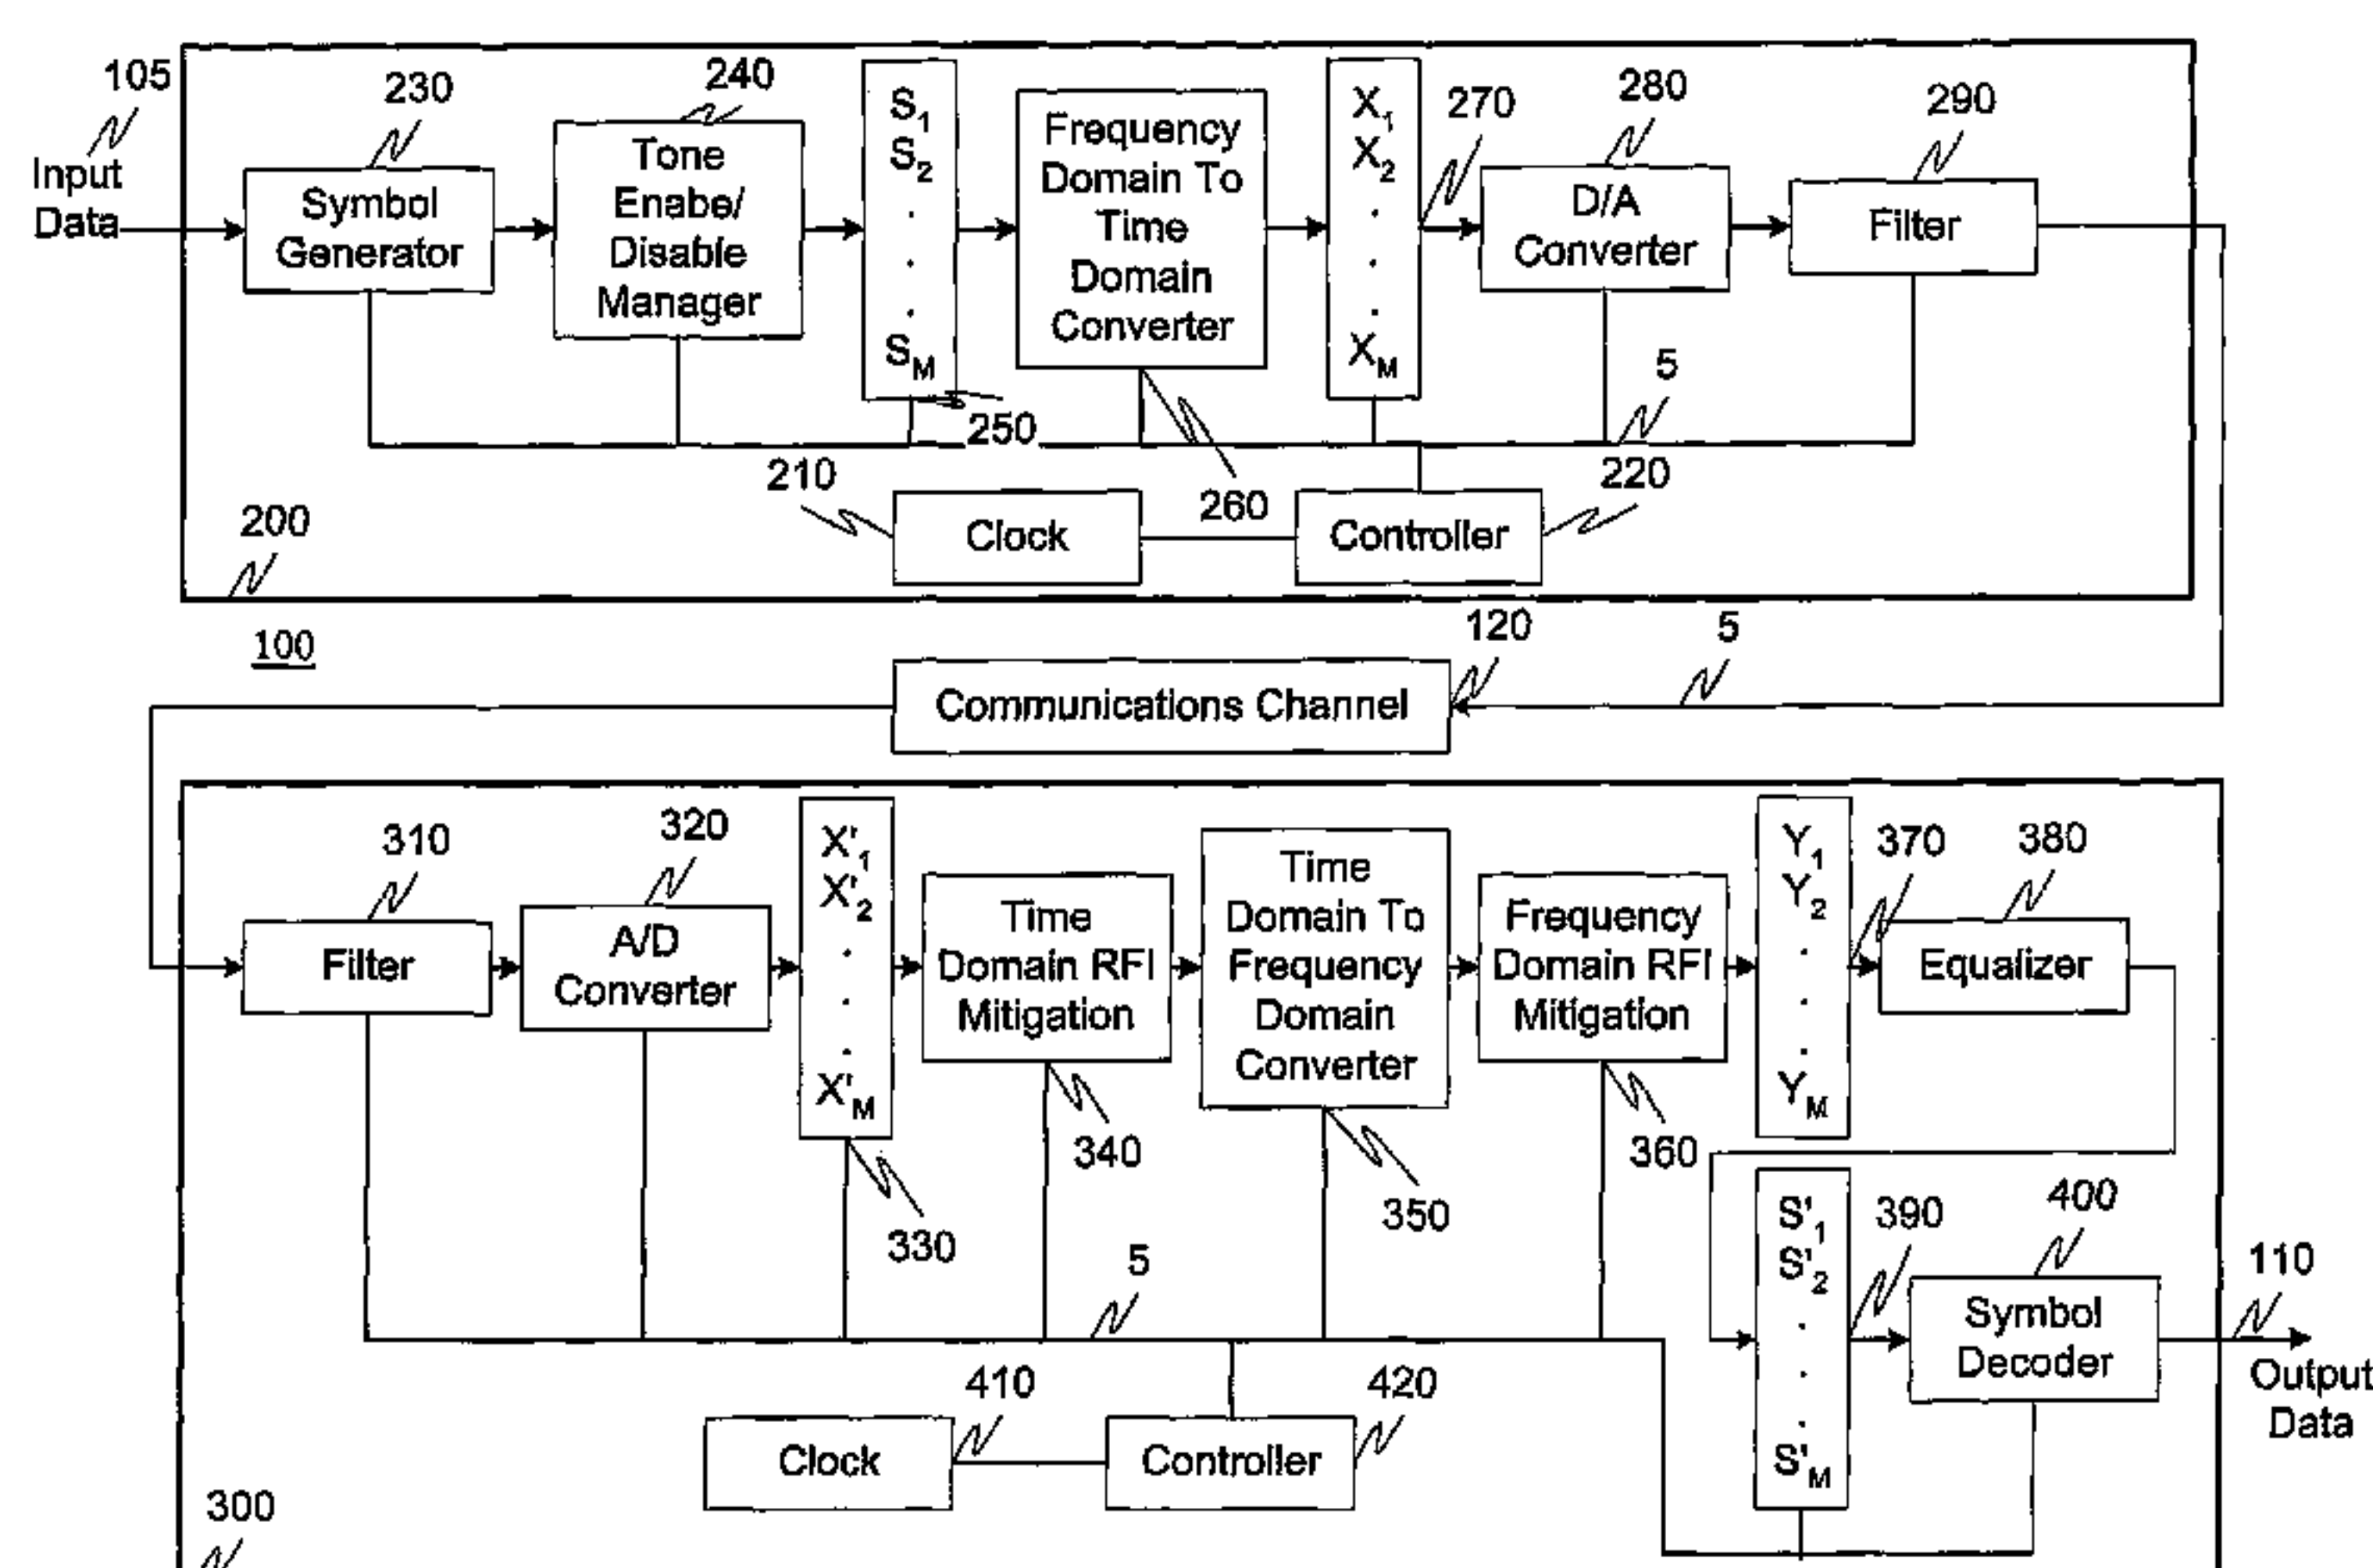 105
230
240
270
280
290
Input
Data
Symbol
Generator
Tone
Enabe/
Disable
Manager
S1
S2
.
.
.
SM
Frequency
Domain To
Time
Domain
Converter
X1
X2
.
.
.
XM
D/A
Converter
Filter
250
5
210
260
220
Clock
Controller
200
100
120
5
Communications Channel
310
320
370
380
Filter
A/D
Converter
X'1
X'2
.
.
.
X'M
Time
Domain RFI
Mitigation
Time
Domain To
Frequency
Domain
Converter
Frequency
Domain RFI
Mitigation
Y1
Y2
.
.
.
YM
Equalizer
340
360
350
330
5
S'1
S'2
.
.
.
S'M
390
400
110
Symbol
Decoder
Output
Data
410
420
Clock
Controller
300